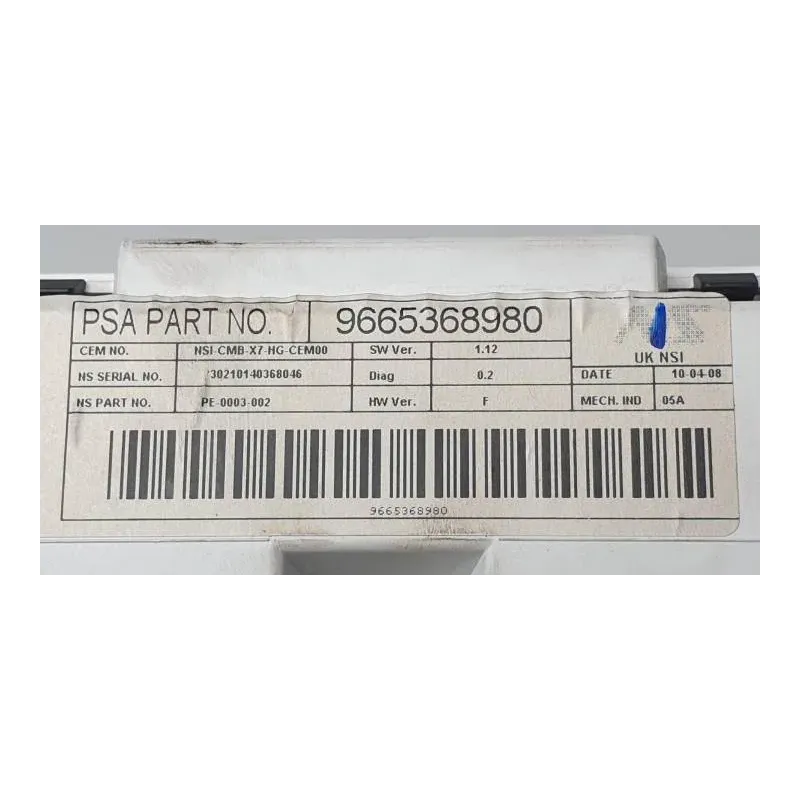 PSA PART NO. 9665368980
UK NSI
CEM NO. NSI-CMB-X7-HG-CEM00 SW Ver. 1.12
NS SERIAL NO. 30210140368046 Diag 0.2 DATE 10-04-08
NS PART NO. PE-0003-002 HW Ver. F MECH. IND 05A
9665368980